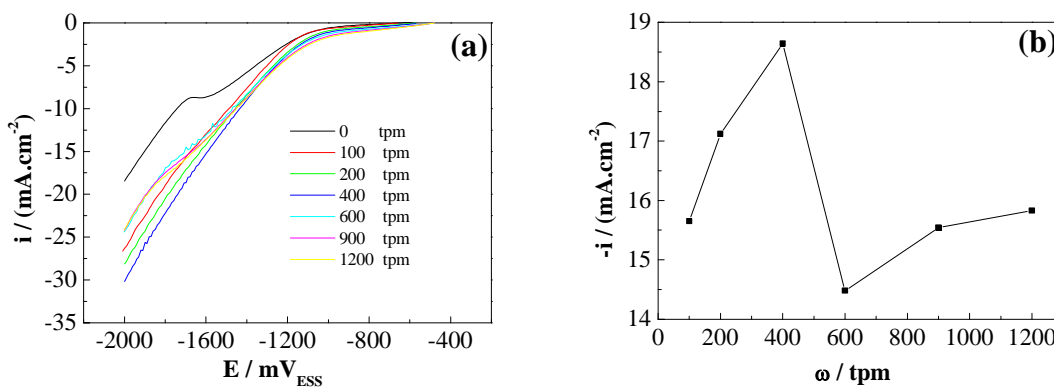 (a)
0
-5
-10
-15
-20
-25
-30
-35
i / (mA.cm-2)
0 tpm
100 tpm
200 tpm
400 tpm
600 tpm
900 tpm
1200 tpm
-2000 -1600 -1200 -800 -400
E / mVESS
(b)
19
18
17
16
15
14
-i / (mA.cm-2)
0 200 400 600 800 1000 1200
ω / tpm